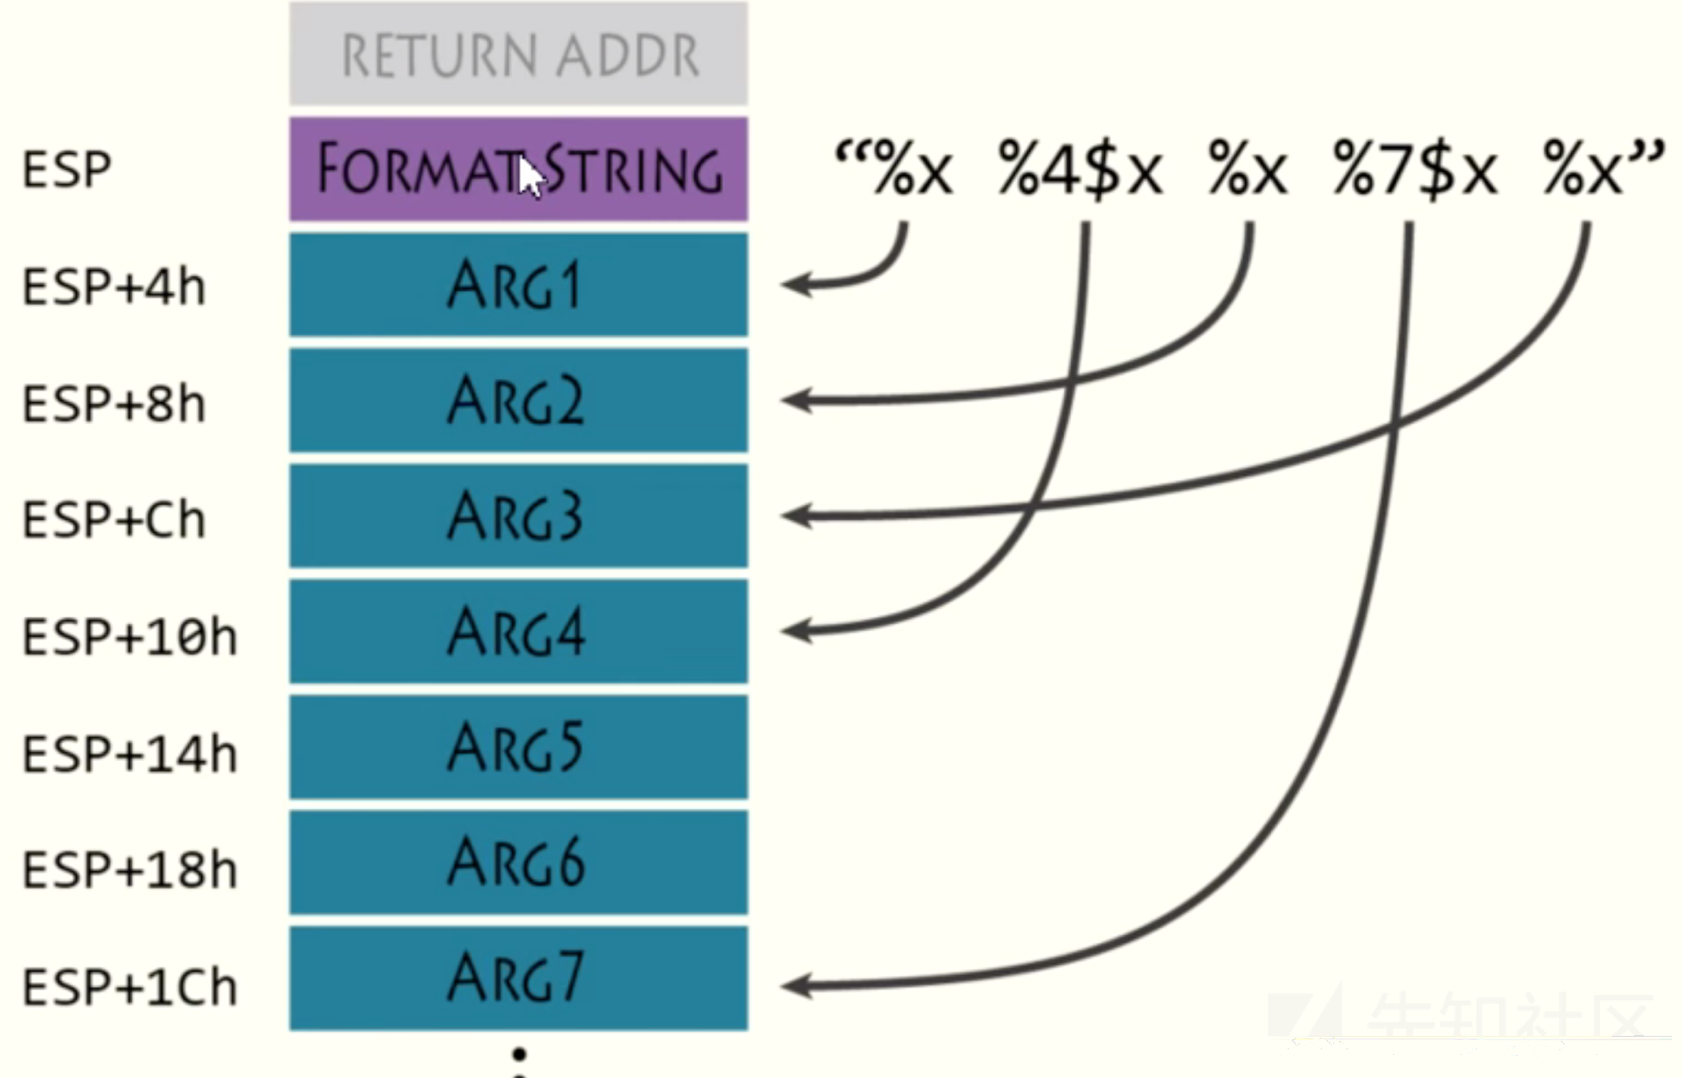 RETURN ADDR
ESP FORMAT STRING “%x %4$x %x %7$x %x”
ESP+4h ARG1
ESP+8h ARG2
ESP+Ch ARG3
ESP+10h ARG4
ESP+14h ARG5
ESP+18h ARG6
ESP+1Ch ARG7
先知社区